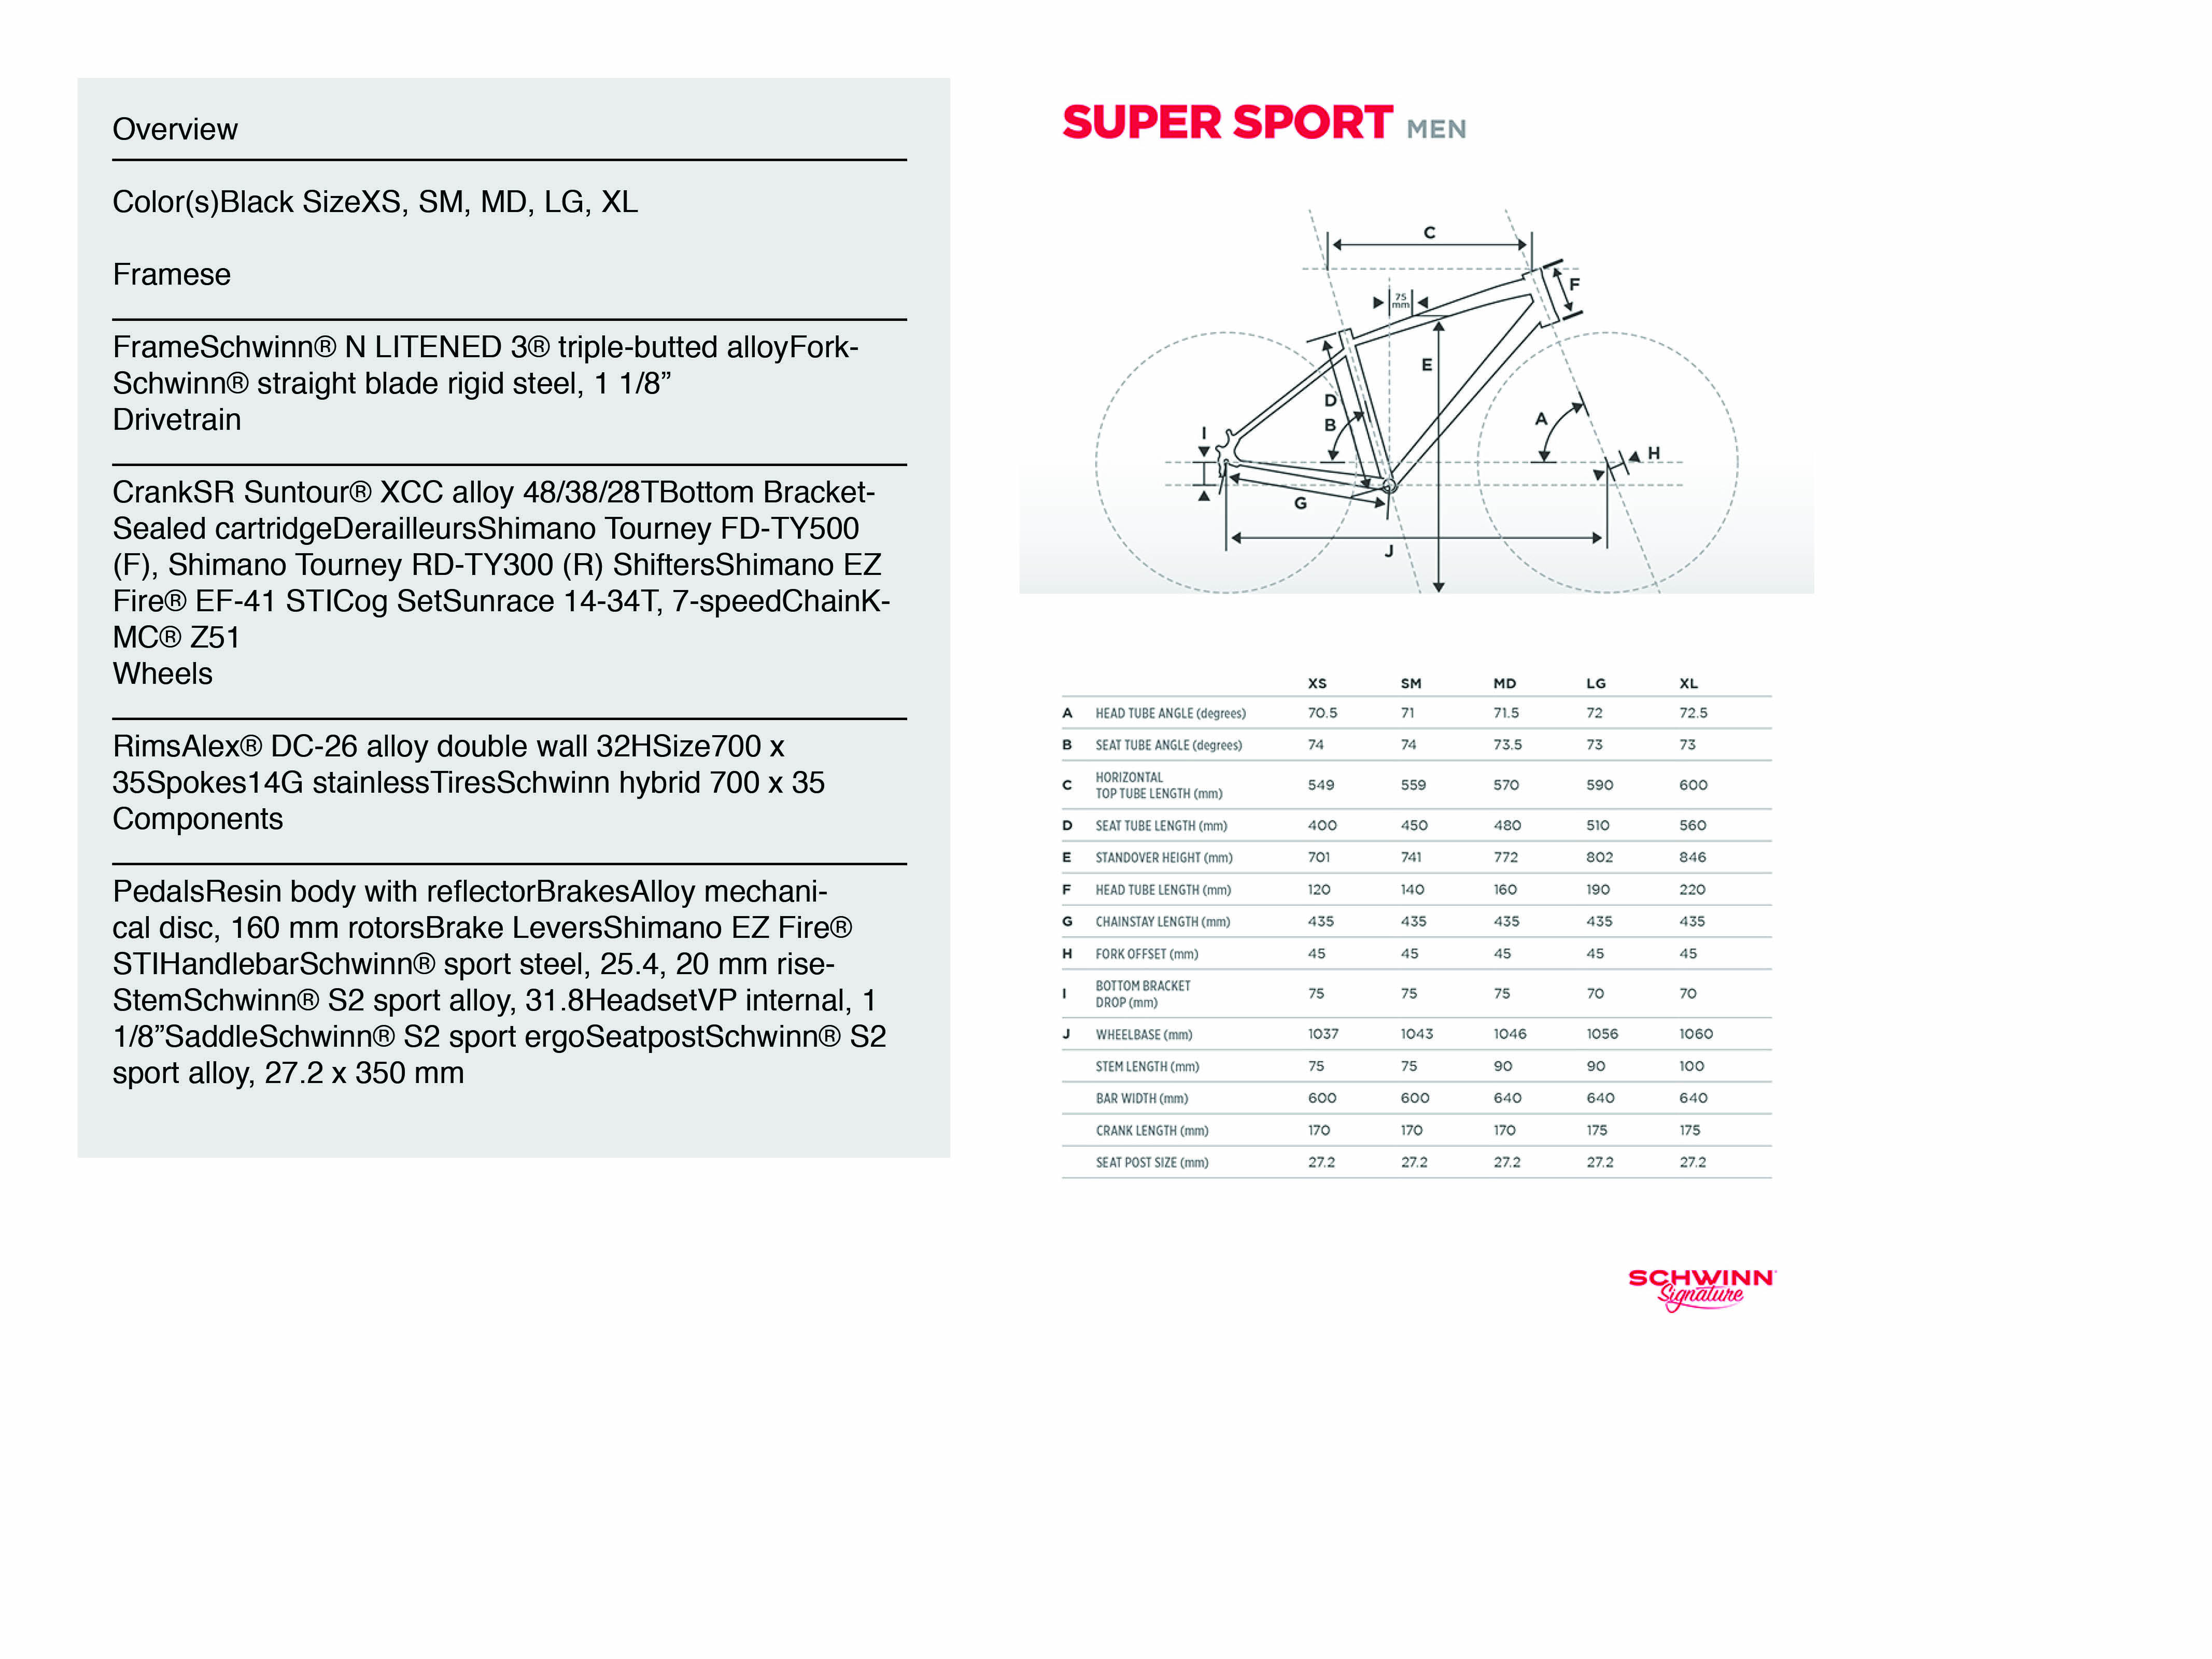 Overview
Color(s)Black SizeXS, SM, MD, LG, XL
Framese
FrameSchwinn® N LITENED 3® triple-butted alloyFork-
Schwinn® straight blade rigid steel, 1 1/8”
Drivetrain
CrankSR Suntour® XCC alloy 48/38/28TBottom Bracket-
Sealed cartridgeDerailleursShimano Tourney FD-TY500
(F), Shimano Tourney RD-TY300 (R) ShiftersShimano EZ
Fire® EF-41 STICog SetSunrace 14-34T, 7-speedChainK-
MC® Z51
Wheels
RimsAlex® DC-26 alloy double wall 32HSize700 x
35Spokes14G stainlessTiresSchwinn hybrid 700 x 35
Components
PedalsResin body with reflectorBrakesAlloy mechani-
cal disc, 160 mm rotorsBrake LeversShimano EZ Fire®
STIHandlebarSchwinn® sport steel, 25.4, 20 mm rise-
StemSchwinn® S2 sport alloy, 31.8HeadsetVP internal, 1
1/8”SaddleSchwinn® S2 sport ergoSeatpostSchwinn® S2
sport alloy, 27.2 x 350 mm
SUPER SPORT MEN
C
F
75
mm
E
D
B
A
I
H
G
J
XS SM MD LG XL
A HEAD TUBE ANGLE (degrees) 70.5 71 71.5 72 72.5
B SEAT TUBE ANGLE (degrees) 74 74 73.5 73 73
C HORIZONTAL
TOP TUBE LENGTH (mm) 549 559 570 590 600
D SEAT TUBE LENGTH (mm) 400 450 480 510 560
E STANDOVER HEIGHT (mm) 701 741 772 802 846
F HEAD TUBE LENGTH (mm) 120 140 160 190 220
G CHAINSTAY LENGTH (mm) 435 435 435 435 435
H FORK OFFSET (mm) 45 45 45 45 45
I BOTTOM BRACKET
DROP (mm) 75 75 75 70 70
J WHEELBASE (mm) 1037 1043 1046 1056 1060
STEM LENGTH (mm) 75 75 90 90 100
BAR WIDTH (mm) 600 600 640 640 640
CRANK LENGTH (mm) 170 170 170 175 175
SEAT POST SIZE (mm) 27.2 27.2 27.2 27.2 27.2
SCHWINN
Signature